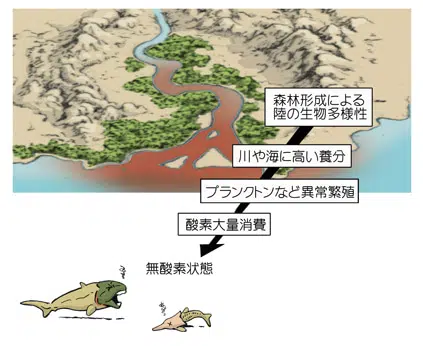 森林形成による
陸の生物多様性
川や海に高い養分
プランクトンなど異常繁殖
酸素大量消費
無酸素状態